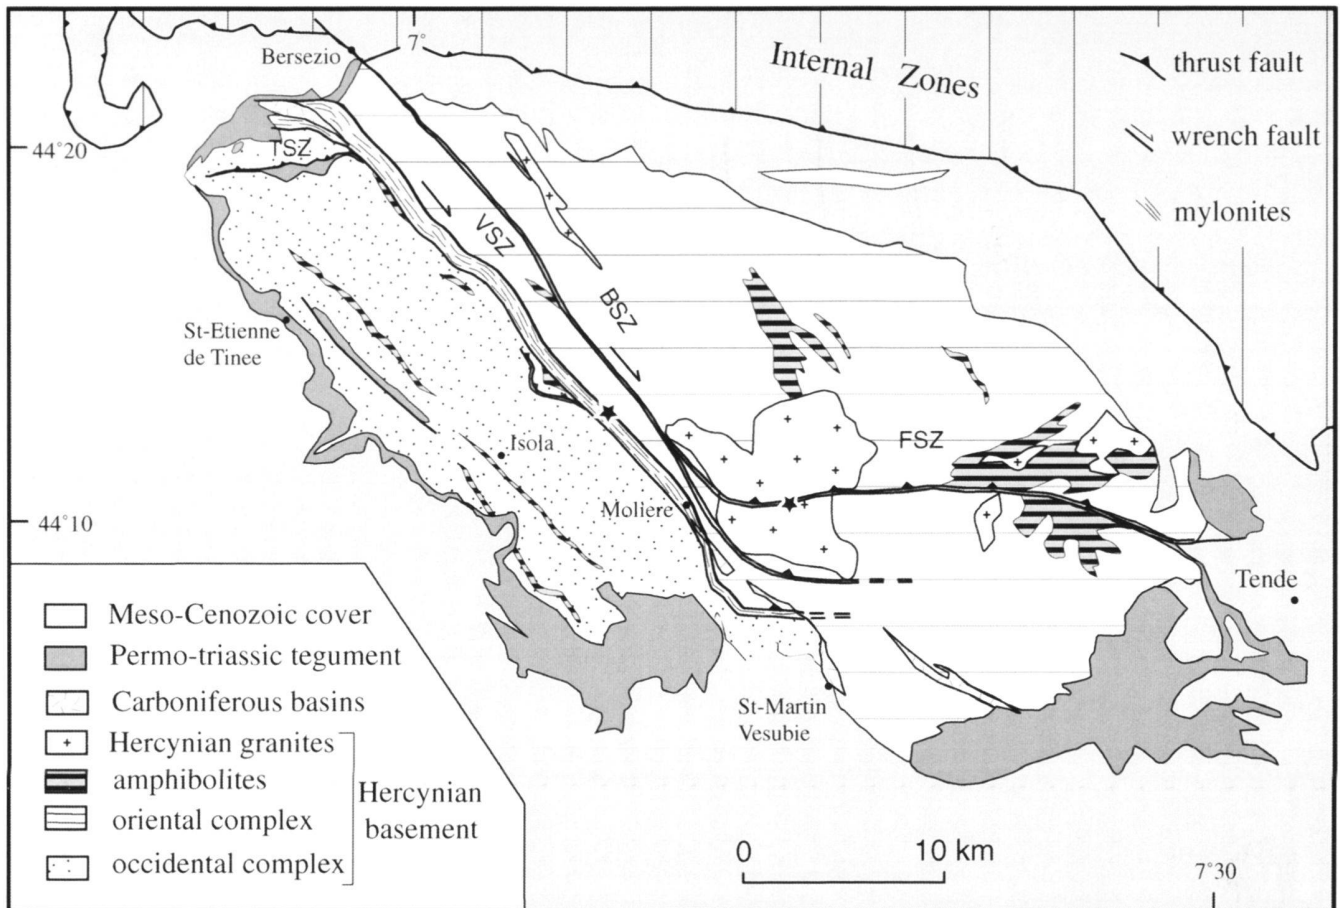 Bersezio
7°
Internal Zones
thrust fault
wrench fault
mylonites
44°20
TSZ
VSZ
BSZ
St-Etienne
de Tinee
Isola
FSZ
Moliere
44°10
Tende
St-Martin
Vesubie
Meso-Cenozoic cover
Permo-triassic tegument
Carboniferous basins
Hercynian granites
amphibolites
oriental complex
occidental complex
Hercynian
basement
0 10 km
7°30